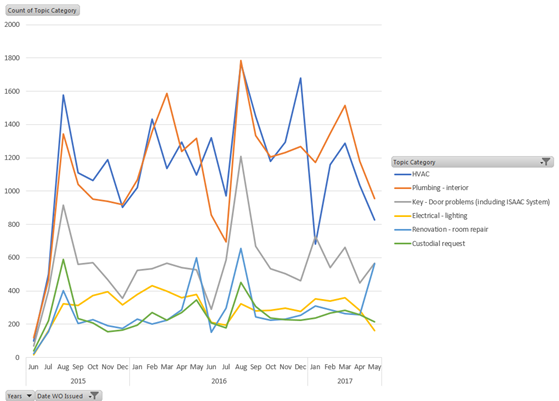 Count of Topic Category
2000
1800
1600
1400
1200
1000
800
600
400
200
0
Jun Jul Aug Sep Oct Nov Dec Jan Feb Mar Apr May Jun Jul Aug Sep Oct Nov Dec Jan Feb Mar Apr May
2015 2016 2017
Topic Category
HVAC
Plumbing - interior
Key - Door problems (including ISAAC System)
Electrical - lighting
Renovation - room repair
Custodial request
Years Date WO Issued